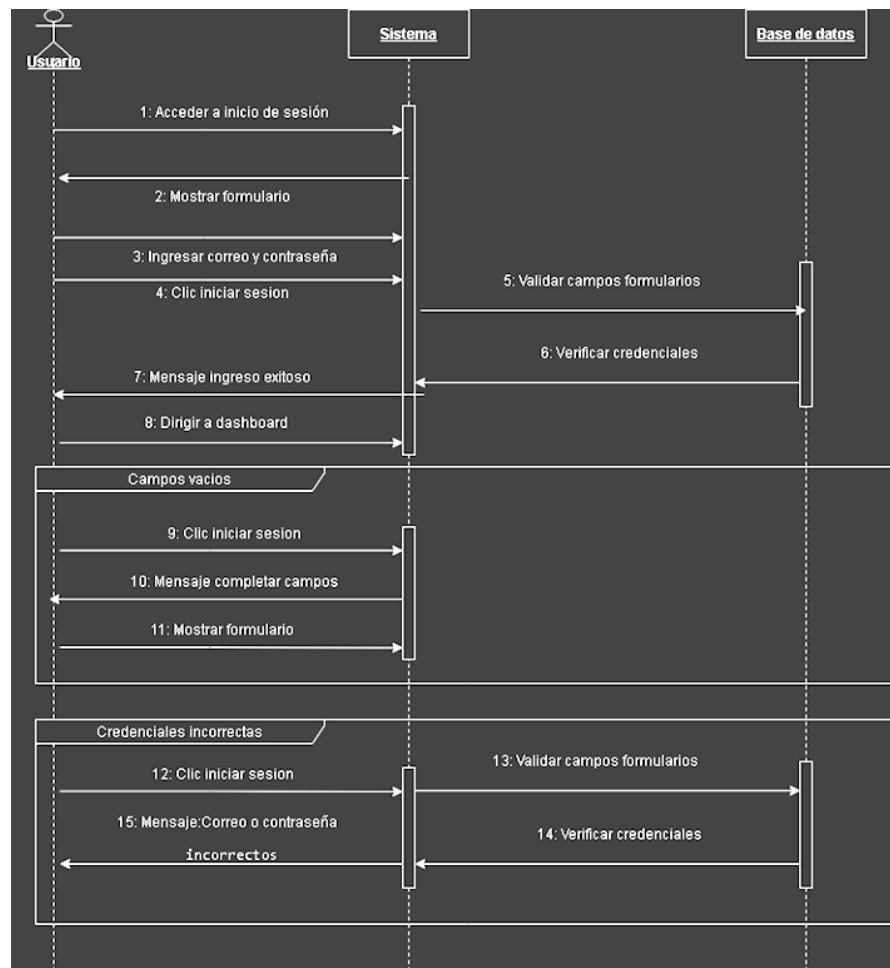 Usuario
Sistema
Base de datos
1: Acceder a inicio de sesión
2: Mostrar formulario
3: Ingresar correo y contraseña
4: Clic iniciar sesion
5: Validar campos formularios
6: Verificar credenciales
7: Mensaje ingreso exitoso
8: Dirigir a dashboard
Campos vacios
9: Clic iniciar sesion
10: Mensaje completar campos
11: Mostrar formulario
Credenciales incorrectas
12: Clic iniciar sesion
13: Validar campos formularios
15: Mensaje:Correo o contraseña
incorrectos
14: Verificar credenciales